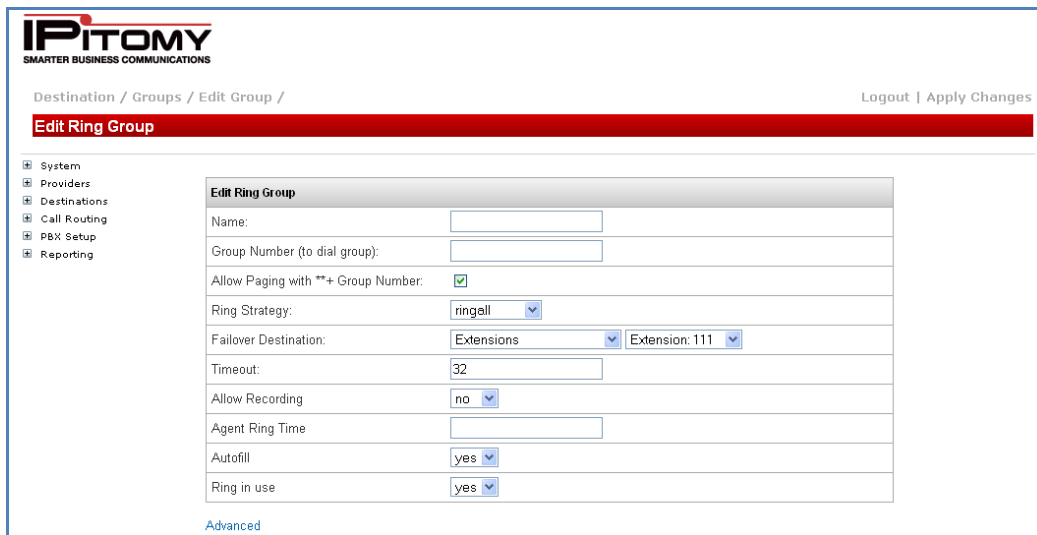 IPITOMY
SMARTER BUSINESS COMMUNICATIONS
Destination / Groups / Edit Group /
Logout | Apply Changes
Edit Ring Group
System
Providers
Destinations
Call Routing
PBX Setup
Reporting
Edit Ring Group
Name:
Group Number (to dial group):
Allow Paging with **+ Group Number:
Ring Strategy: ringall
Failover Destination: Extensions Extension: 111
Timeout: 32
Allow Recording no
Agent Ring Time
Autofill yes
Ring in use yes
Advanced